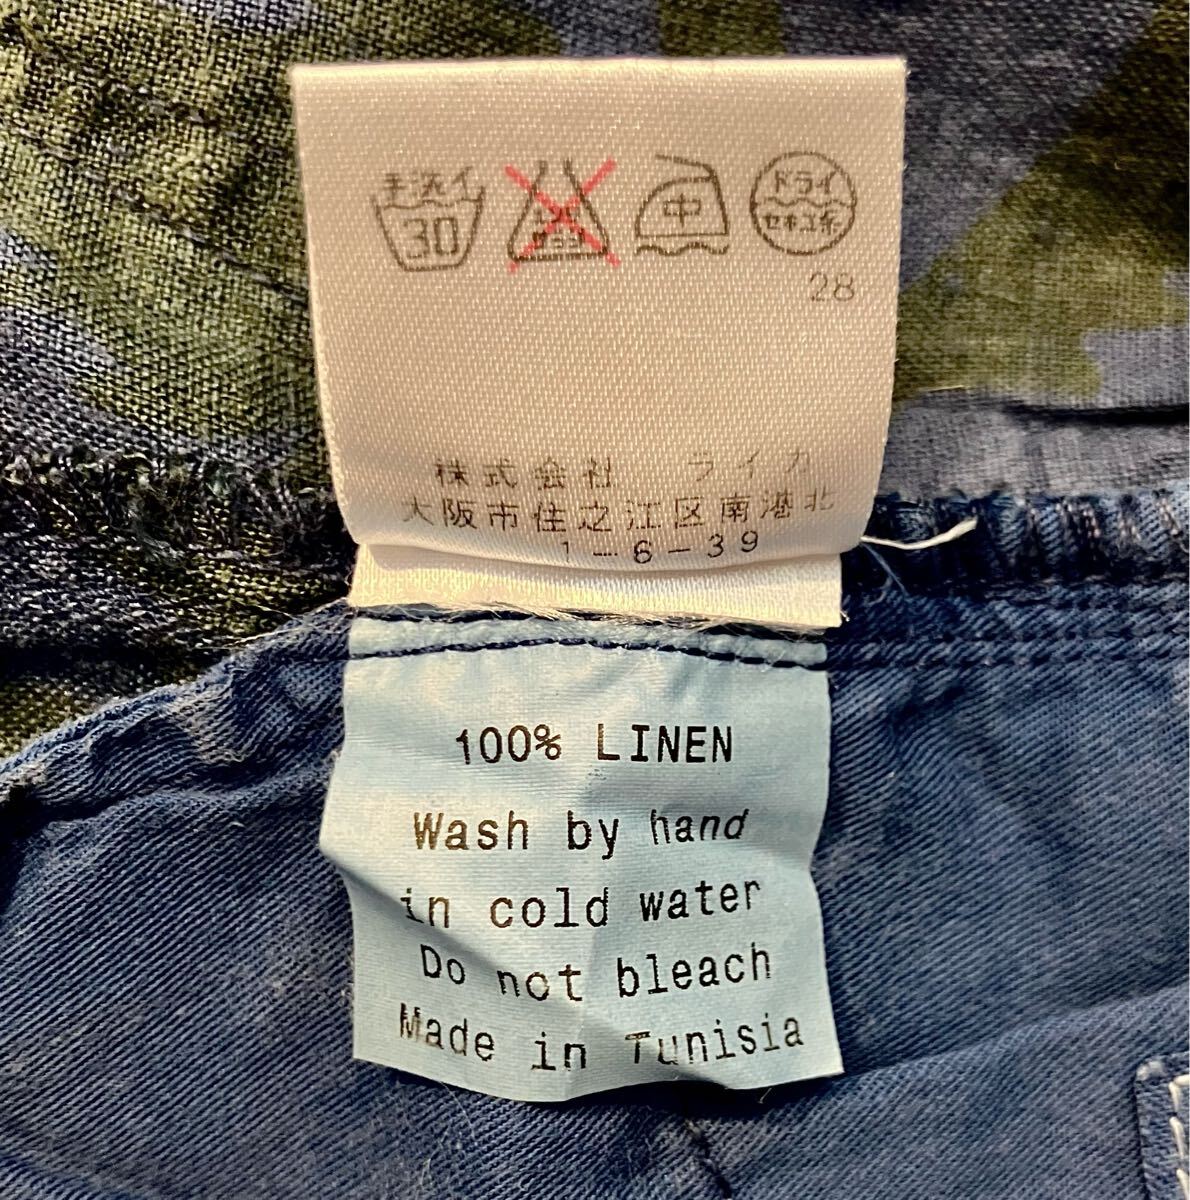 手洗イ 30 中 ドライ セキユ系
28
株式会社 ライカ
大阪市住之江区南港北
1-6-39
100% LINEN
Wash by hand
in cold water
Do not bleach
Made in Tunisia